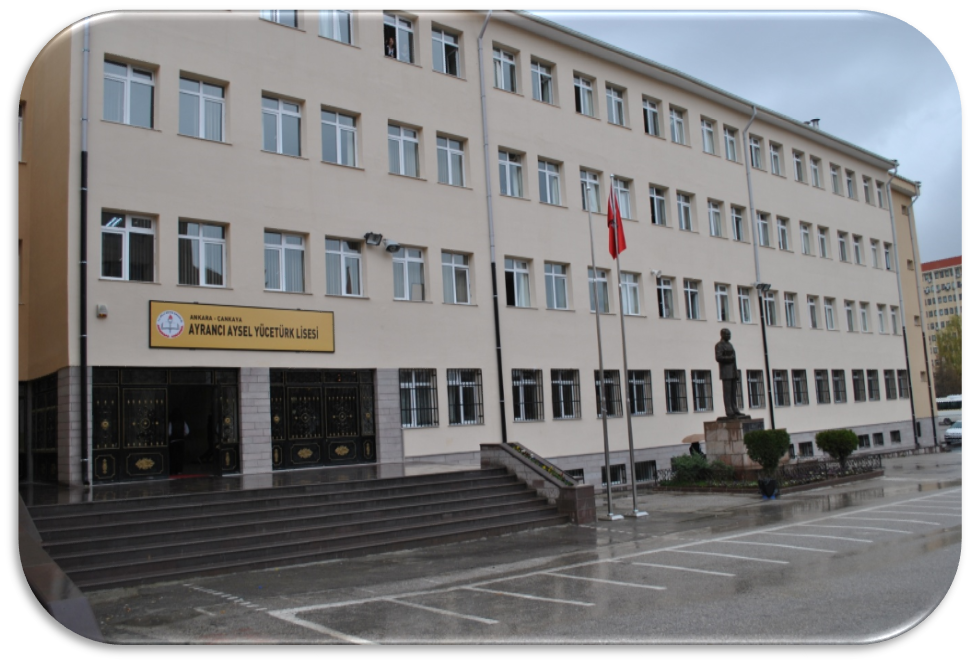 ANKARA - ÇANKAYA
AYRANCI AYSEL YÜCETÜRK LİSESİ